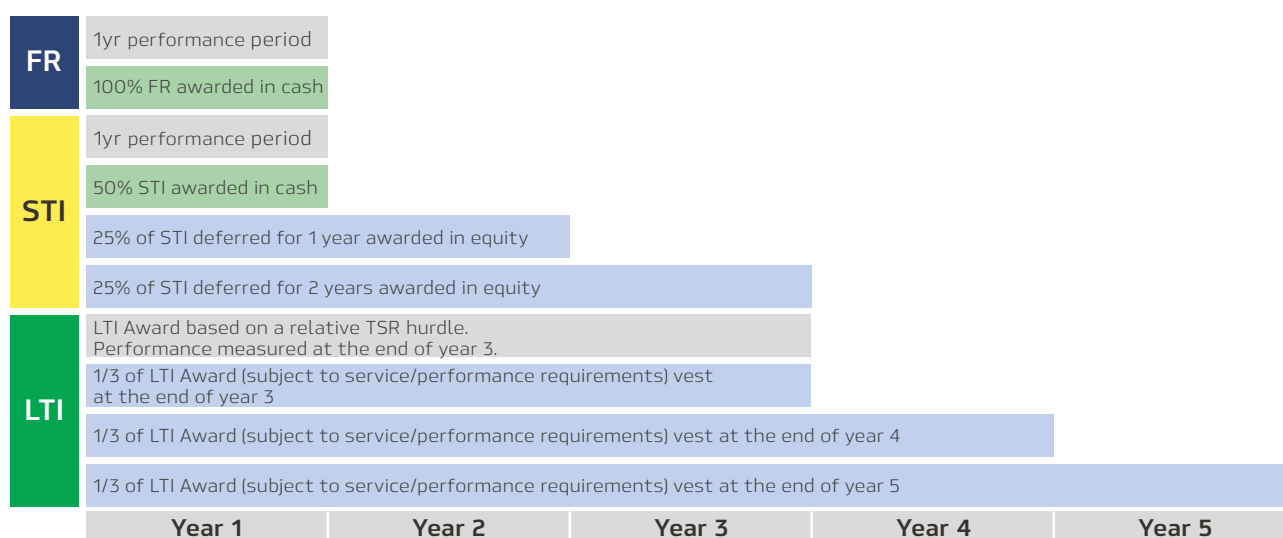 FR
1yr performance period
100% FR awarded in cash
STI
1yr performance period
50% STI awarded in cash
25% of STI deferred for 1 year awarded in equity
25% of STI deferred for 2 years awarded in equity
LTI
LTI Award based on a relative TSR hurdle.
Performance measured at the end of year 3.
1/3 of LTI Award (subject to service/performance requirements) vest
at the end of year 3
1/3 of LTI Award (subject to service/performance requirements) vest at the end of year 4
1/3 of LTI Award (subject to service/performance requirements) vest at the end of year 5
Year 1 Year 2 Year 3 Year 4 Year 5